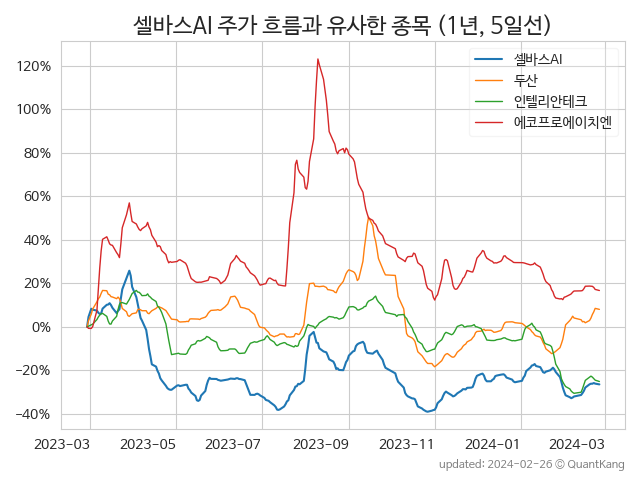 셀바스AI 주가 흐름과 유사한 종목 (1년, 5일선)
셀바스AI
두산
인텔리안테크
에코프로에이치엔
120%
100%
80%
60%
40%
20%
0%
−20%
−40%
2023-03 2023-05 2023-07 2023-09 2023-11 2024-01 2024-03
updated: 2024-02-26 © QuantKang